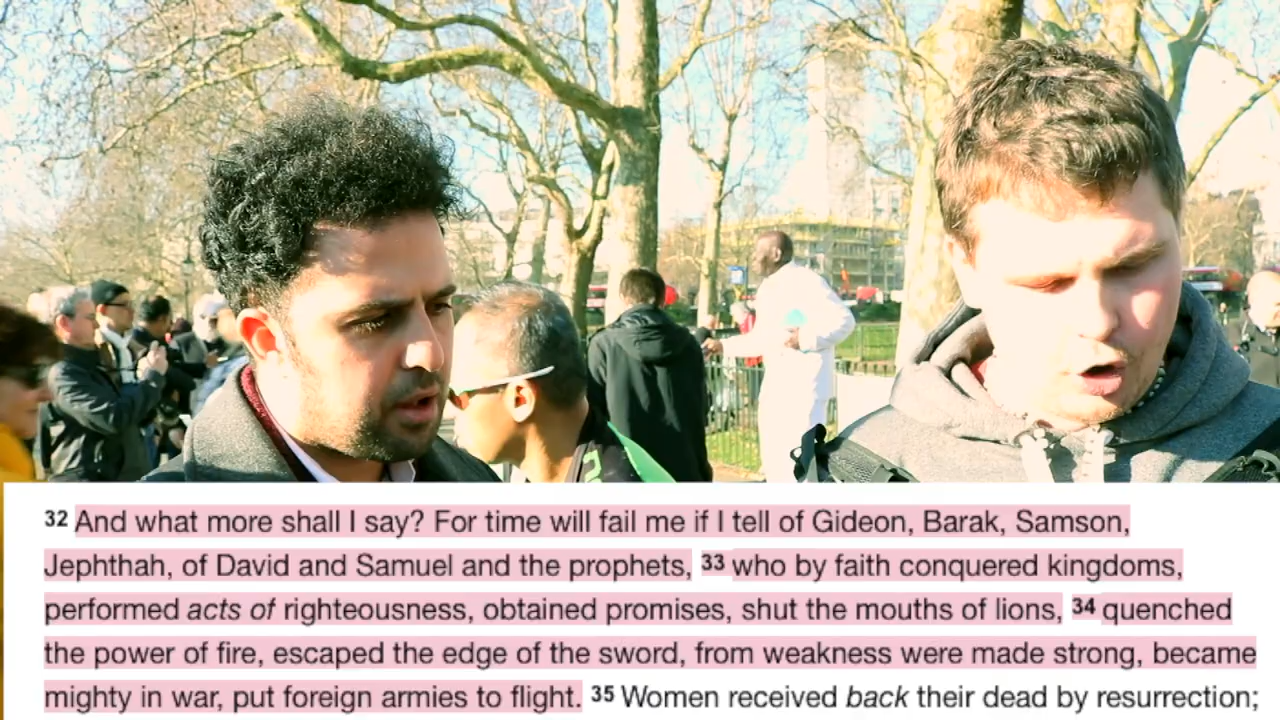 32 And what more shall I say? For time will fail me if I tell of Gideon, Barak, Samson,
Jephthah, of David and Samuel and the prophets, 33 who by faith conquered kingdoms,
performed acts of righteousness, obtained promises, shut the mouths of lions, 34 quenched
the power of fire, escaped the edge of the sword, from weakness were made strong, became
mighty in war, put foreign armies to flight. 35 Women received back their dead by resurrection;